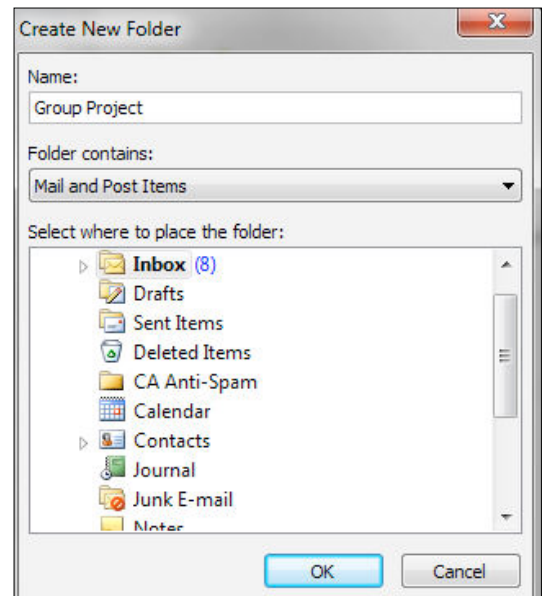 Create New Folder
Name:
Group Project
Folder contains:
Mail and Post Items
Select where to place the folder:
Inbox (8)
Drafts
Sent Items
Deleted Items
CA Anti-Spam
Calendar
Contacts
Journal
Junk E-mail
Notes
OK Cancel